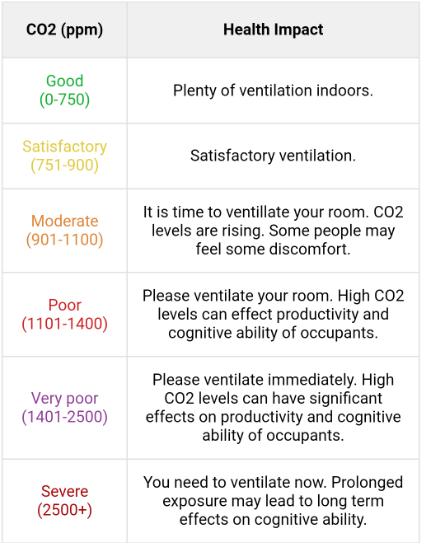 CO2 (ppm)
Health Impact
Good
(0-750)
Plenty of ventilation indoors.
Satisfactory
(751-900)
Satisfactory ventilation.
Moderate
(901-1100)
It is time to ventillate your room. CO2
levels are rising. Some people may
feel some discomfort.
Poor
(1101-1400)
Please ventilate your room. High CO2
levels can effect productivity and
cognitive ability of occupants.
Very poor
(1401-2500)
Please ventilate immediately. High
CO2 levels can have significant
effects on productivity and cognitive
ability of occupants.
Severe
(2500+)
You need to ventilate now. Prolonged
exposure may lead to long term
effects on cognitive ability.